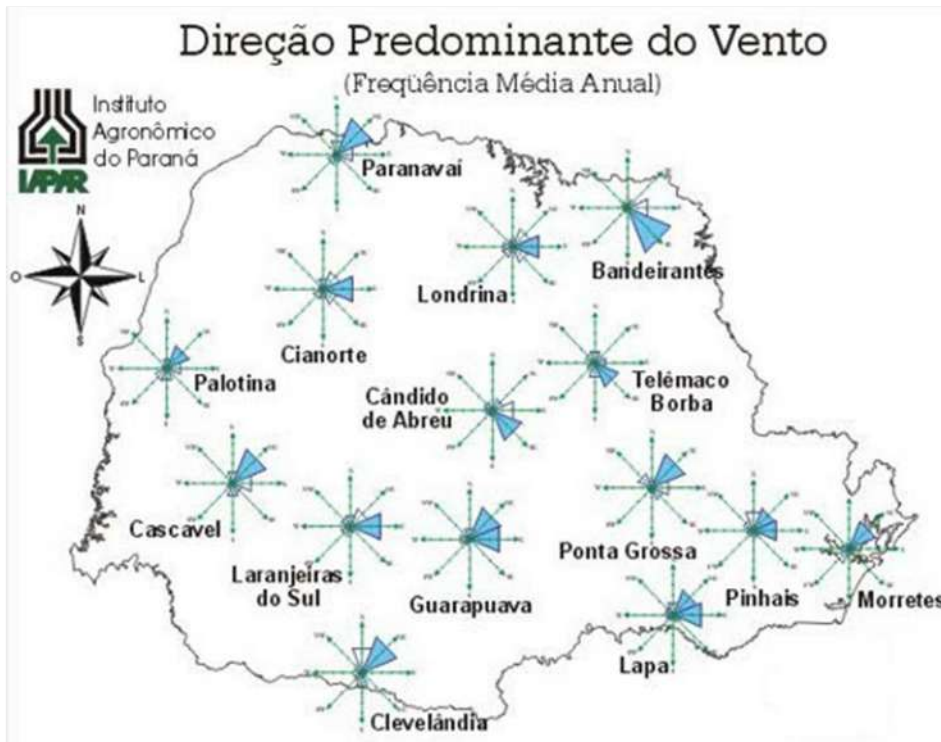 Direção Predominante do Vento
(Freqüência Média Anual)
Instituto
Agronômico
do Paraná
IAPAR
N
O
L
S
Paranavaí
Bandeirantes
Londrina
Cianorte
Palotina
Cândido
de Abreu
Telêmaco
Borba
Cascavel
Laranjeiras
do Sul
Guarapuava
Ponta Grossa
Pinhais
Morretes
Lapa
Clevelândia